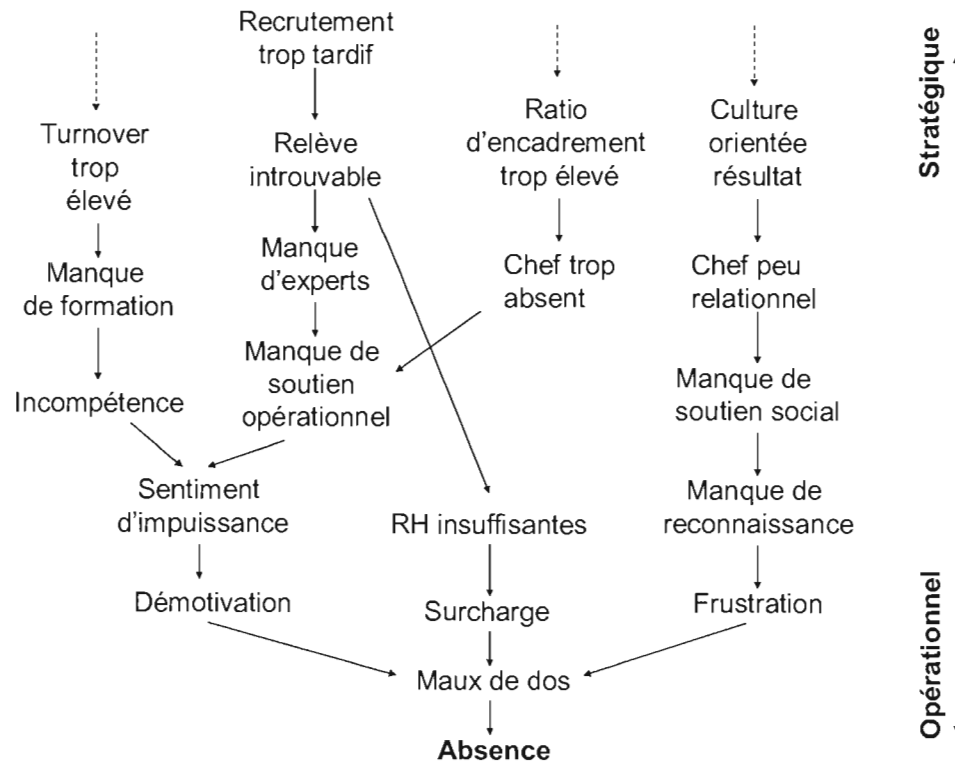 Recrutement
trop tardif
Stratégique
Turnover
trop
élevé
Relève
introuvable
Ratio
d'encadrement
trop élevé
Culture
orientée
résultat
Manque
de formation
Manque
d'experts
Chef trop
absent
Chef peu
relationnel
Incompétence
Manque de
soutien
opérationnel
Manque de
soutien social
Sentiment
d'impuissance
RH insuffisantes
Manque de
reconnaissance
Démotivation
Surcharge
Frustration
Opérationnel
Maux de dos
Absence